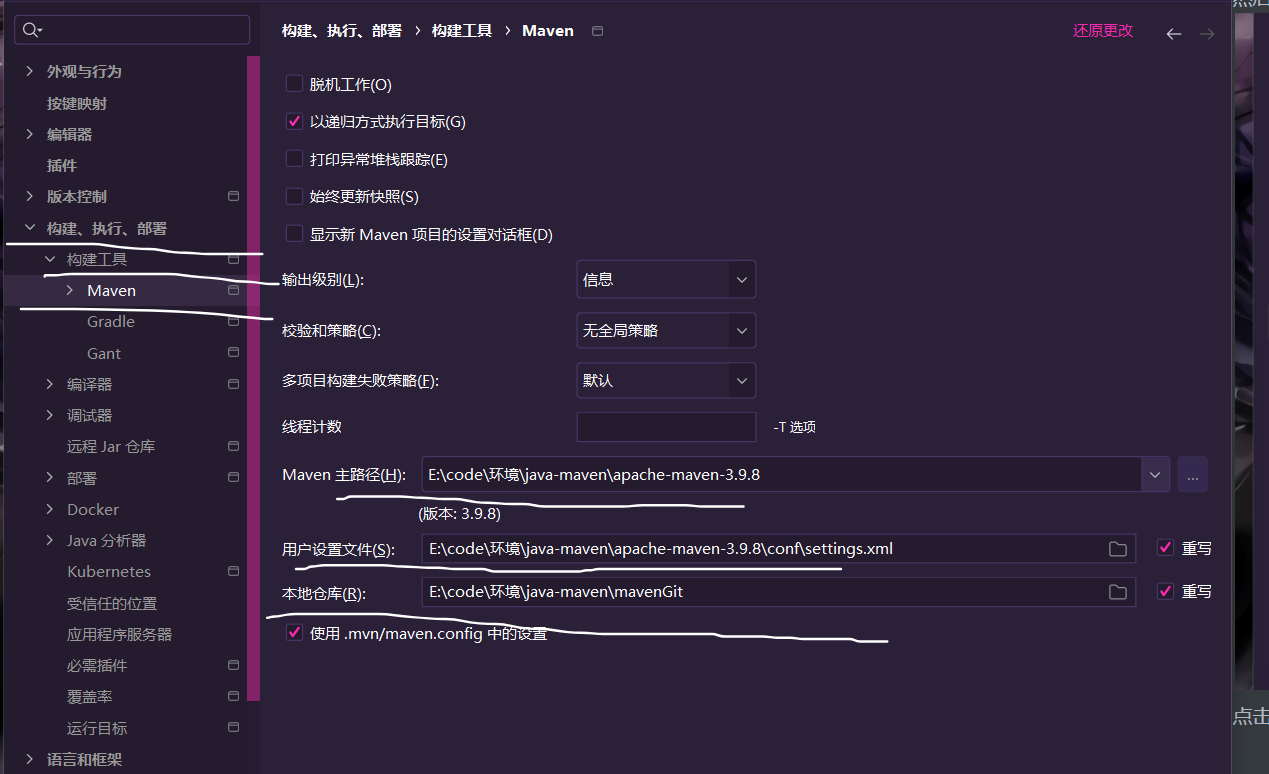 构建、执行、部署 › 构建工具 › Maven
还原更改
外观与行为
按键映射
编辑器
插件
版本控制
构建、执行、部署
构建工具
Maven
Gradle
Gant
编译器
调试器
远程 Jar 仓库
部署
Docker
Java 分析器
Kubernetes
受信任的位置
应用程序服务器
必需插件
覆盖率
运行目标
语言和框架
脱机工作(O)
以递归方式执行目标(G)
打印异常堆栈跟踪(E)
始终更新快照(S)
显示新 Maven 项目的设置对话框(D)
输出级别(L): 信息
校验和策略(C): 无全局策略
多项目构建失败策略(F): 默认
线程计数 -T 选项
Maven 主路径(H): E:\code\环境\java-maven\apache-maven-3.9.8 ...
(版本: 3.9.8)
用户设置文件(S): E:\code\环境\java-maven\apache-maven-3.9.8\conf\settings.xml 重写
本地仓库(R): E:\code\环境\java-maven\mavenGit 重写
使用 .mvn/maven.config 中的设置
点击